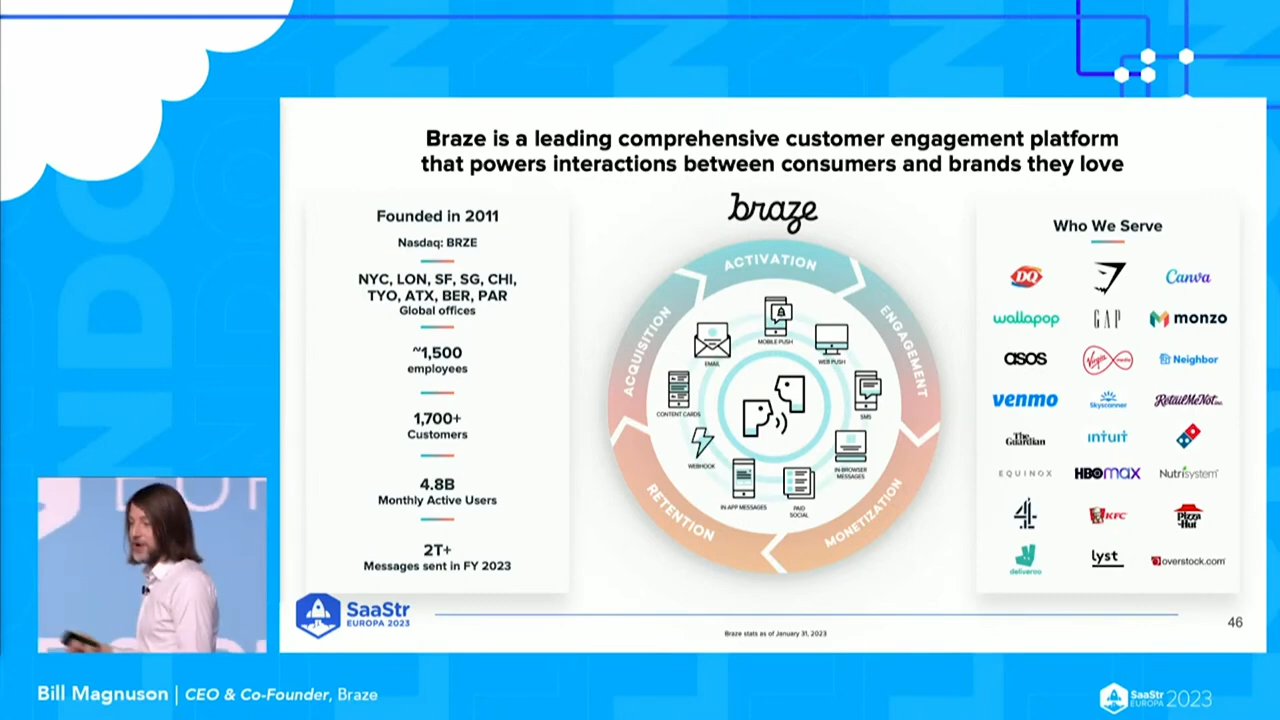 Braze is a leading comprehensive customer engagement platform
that powers interactions between consumers and brands they love
Founded in 2011
Nasdaq: BRZE
NYC, LON, SF, SG, CHI,
TYO, ATX, BER, PAR
Global offices
~1,500
employees
1,700+
Customers
4.8B
Monthly Active Users
2T+
Messages sent in FY 2023
braze
ACTIVATION
ENGAGEMENT
MONETIZATION
RETENTION
ACQUISITION
MOBILE PUSH
WEB PUSH
SMS
IN-BROWSER
MESSAGES
PAID
SOCIAL
IN-APP MESSAGES
WEBHOOK
CONTENT CARDS
EMAIL
Who We Serve
DQ
Canva
wallapop
GAP
monzo
asos
Virgin media
Neighbor
venmo
Skyscanner
RetailMeNot
The
Guardian
intuit
EQUINOX
HBOmax
Nutrisystem
4
KFC
Pizza
Hut
deliveroo
lyst
overstock.com
SaaStr
EUROPA 2023
Braze stats as of January 31, 2023
46
EUR
Bill Magnuson | CEO & Co-Founder, Braze
SaaStr
EUROPA 2023